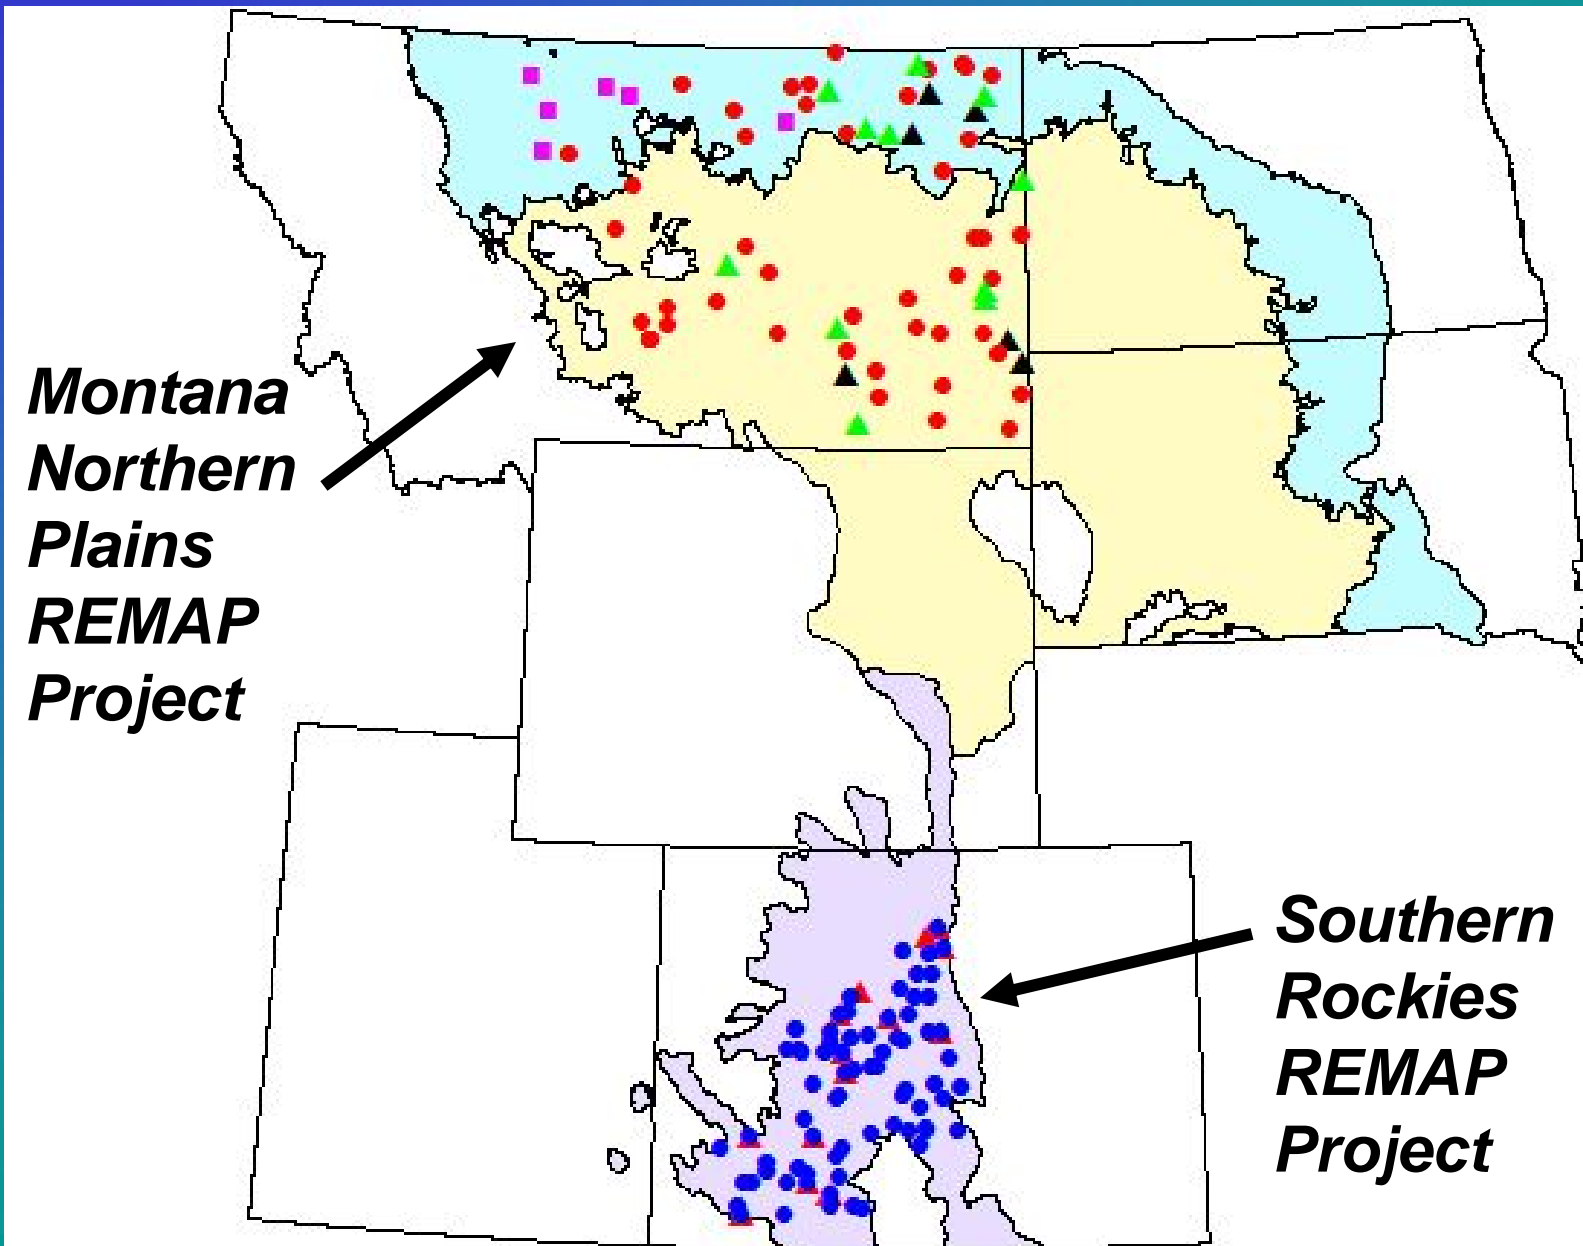 Montana
Northern
Plains
REMAP
Project
Southern
Rockies
REMAP
Project